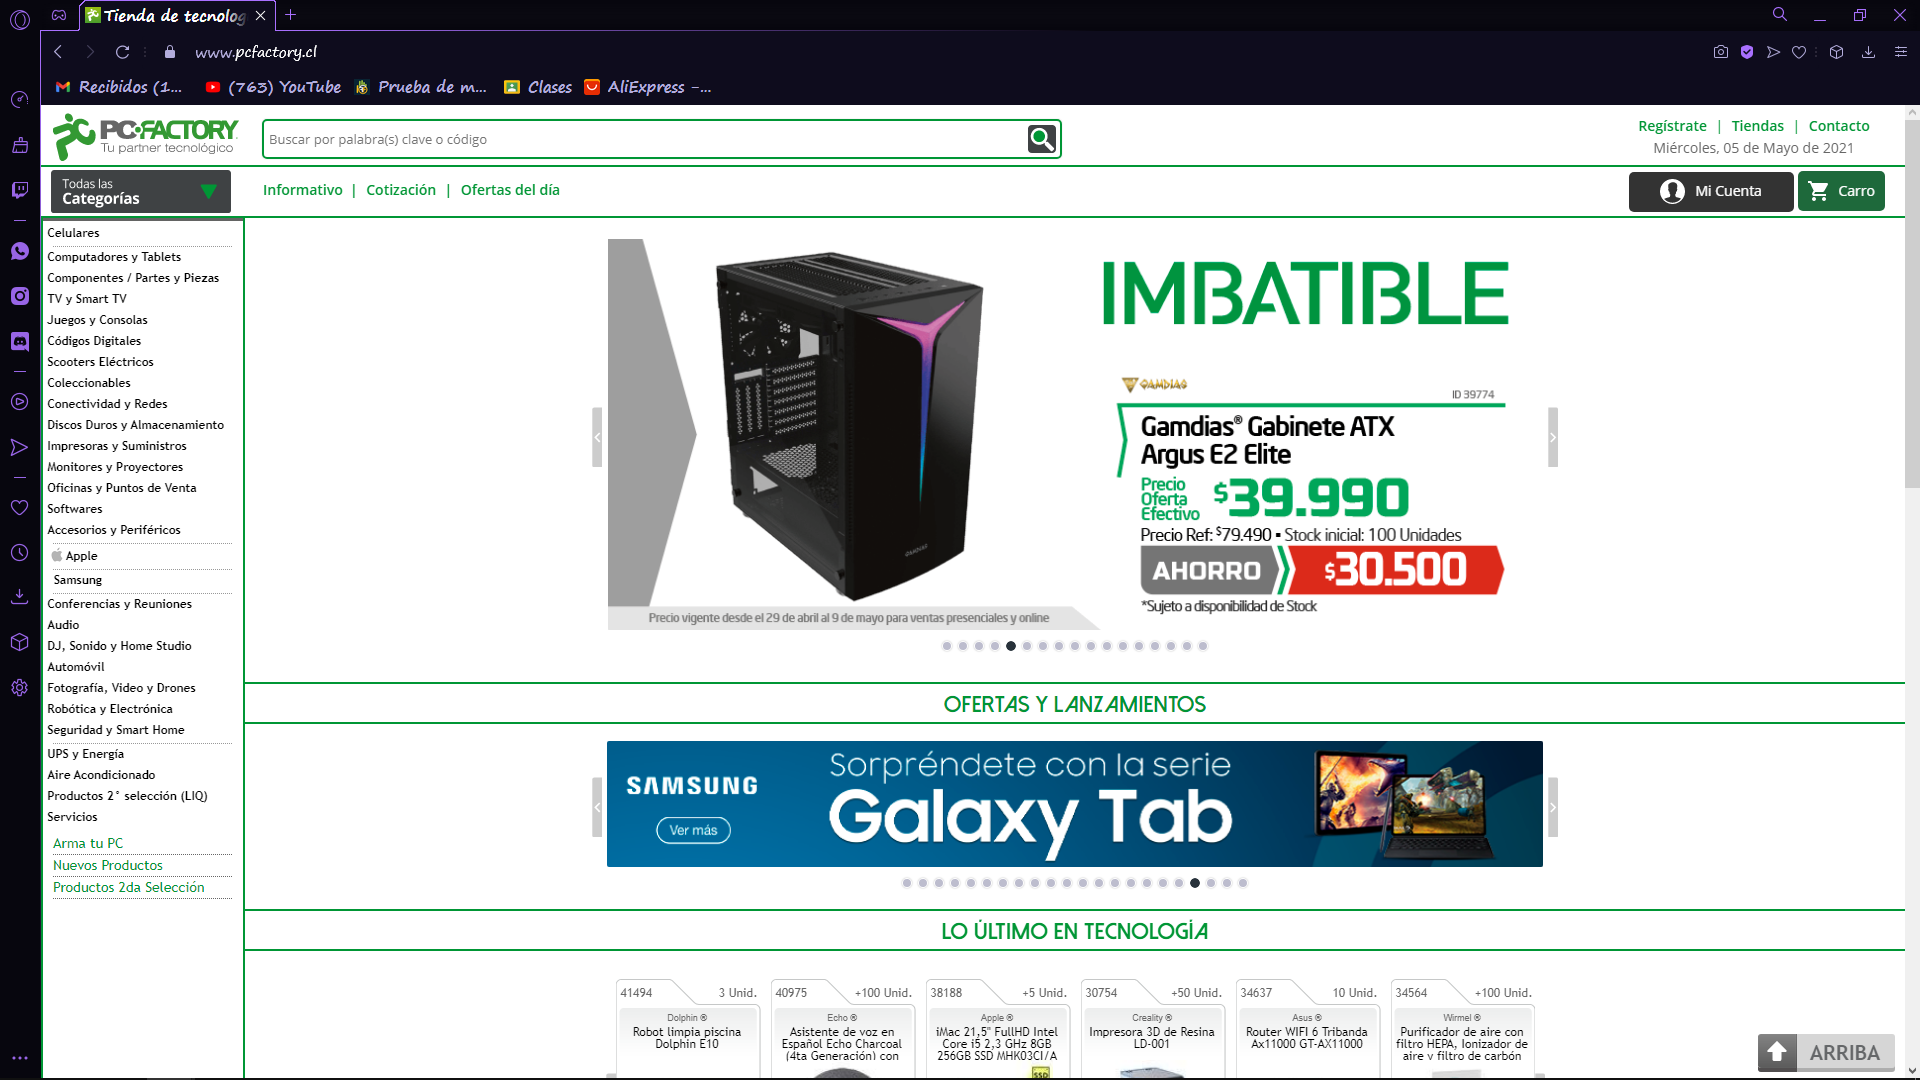 Tienda de tecnolog
www.pcfactory.cl
Recibidos (1...
(763) YouTube
Prueba de m...
Clases
AliExpress -...
PC FACTORY
Tu partner tecnológico
Buscar por palabra(s) clave o código
Regístrate | Tiendas | Contacto
Miércoles, 05 de Mayo de 2021
Todas las
Categorías
Informativo | Cotización | Ofertas del día
Mi Cuenta
Carro
Celulares
Computadores y Tablets
Componentes / Partes y Piezas
TV y Smart TV
Juegos y Consolas
Códigos Digitales
Scooters Eléctricos
Coleccionables
Conectividad y Redes
Discos Duros y Almacenamiento
Impresoras y Suministros
Monitores y Proyectores
Oficinas y Puntos de Venta
Softwares
Accesorios y Periféricos
Apple
Samsung
Conferencias y Reuniones
Audio
DJ, Sonido y Home Studio
Automóvil
Fotografía, Video y Drones
Robótica y Electrónica
Seguridad y Smart Home
UPS y Energía
Aire Acondicionado
Productos 2° selección (LIQ)
Servicios
Arma tu PC
Nuevos Productos
Productos 2da Selección
IMBATIBLE
GAMDIAS
ID 39774
Gamdias® Gabinete ATX
Argus E2 Elite
Precio
Oferta
Efectivo
$39.990
Precio Ref: $79.490 ▪ Stock inicial: 100 Unidades
AHORRO
$30.500
*Sujeto a disponibilidad de Stock
GAMDIAS
Precio vigente desde el 29 de abril al 9 de mayo para ventas presenciales y online
OFERTAS Y LANZAMIENTOS
SAMSUNG
Ver más
Sorpréndete con la serie
Galaxy Tab
LO ÚLTIMO EN TECNOLOGÍA
41494 3 Unid.
Dolphin ®
Robot limpia piscina
Dolphin E10
40975 +100 Unid.
Echo ®
Asistente de voz en
Español Echo Charcoal
(4ta Generación) con
38188 +5 Unid.
Apple ®
iMac 21,5" FullHD Intel
Core i5 2,3 GHz 8GB
256GB SSD MHK03CI/A
SSD
30754 +50 Unid.
Creality ®
Impresora 3D de Resina
LD-001
34637 10 Unid.
Asus ®
Router WIFI 6 Tribanda
Ax11000 GT-AX11000
34564 +100 Unid.
Wirmel ®
Purificador de aire con
filtro HEPA, Ionizador de
aire y filtro de carbón
ARRIBA